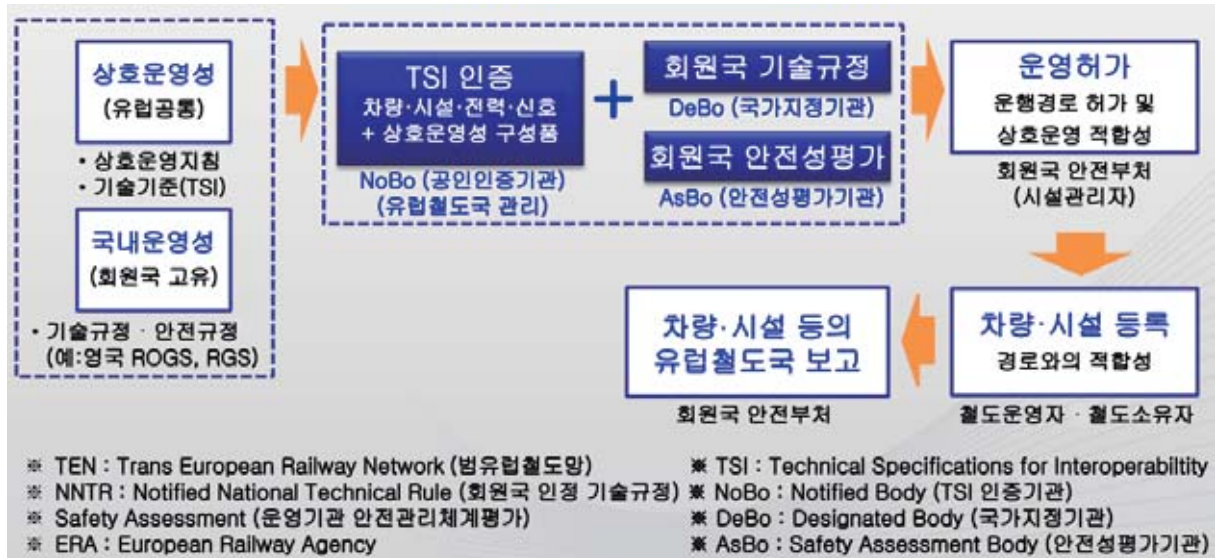 상호운영성
(유럽공통)
• 상호운영지침
• 기술기준(TSI)
국내운영성
(회원국 고유)
• 기술규정 · 안전규정
(예:영국 ROGS, RGS)
TSI 인증
차량·시설·전력·신호
+ 상호운영성 구성품
NoBo (공인인증기관)
(유럽철도국 관리)
+
회원국 기술규정
DeBo (국가지정기관)
회원국 안전성평가
AsBo (안전성평가기관)
운영허가
운행경로 허가 및
상호운영 적합성
회원국 안전부처
(시설관리자)
차량·시설 등록
경로와의 적합성
철도운영자 · 철도소유자
차량·시설 등의
유럽철도국 보고
회원국 안전부처
※ TEN : Trans European Railway Network (범유럽철도망)
※ NNTR : Notified National Technical Rule (회원국 인정 기술규정)
※ Safety Assessment (운영기관 안전관리체계평가)
※ ERA : European Railway Agency
※ TSI : Technical Specifications for Interoperabiltity
※ NoBo : Notified Body (TSI 인증기관)
※ DeBo : Designated Body (국가지정기관)
※ AsBo : Safety Assessment Body (안전성평가기관)